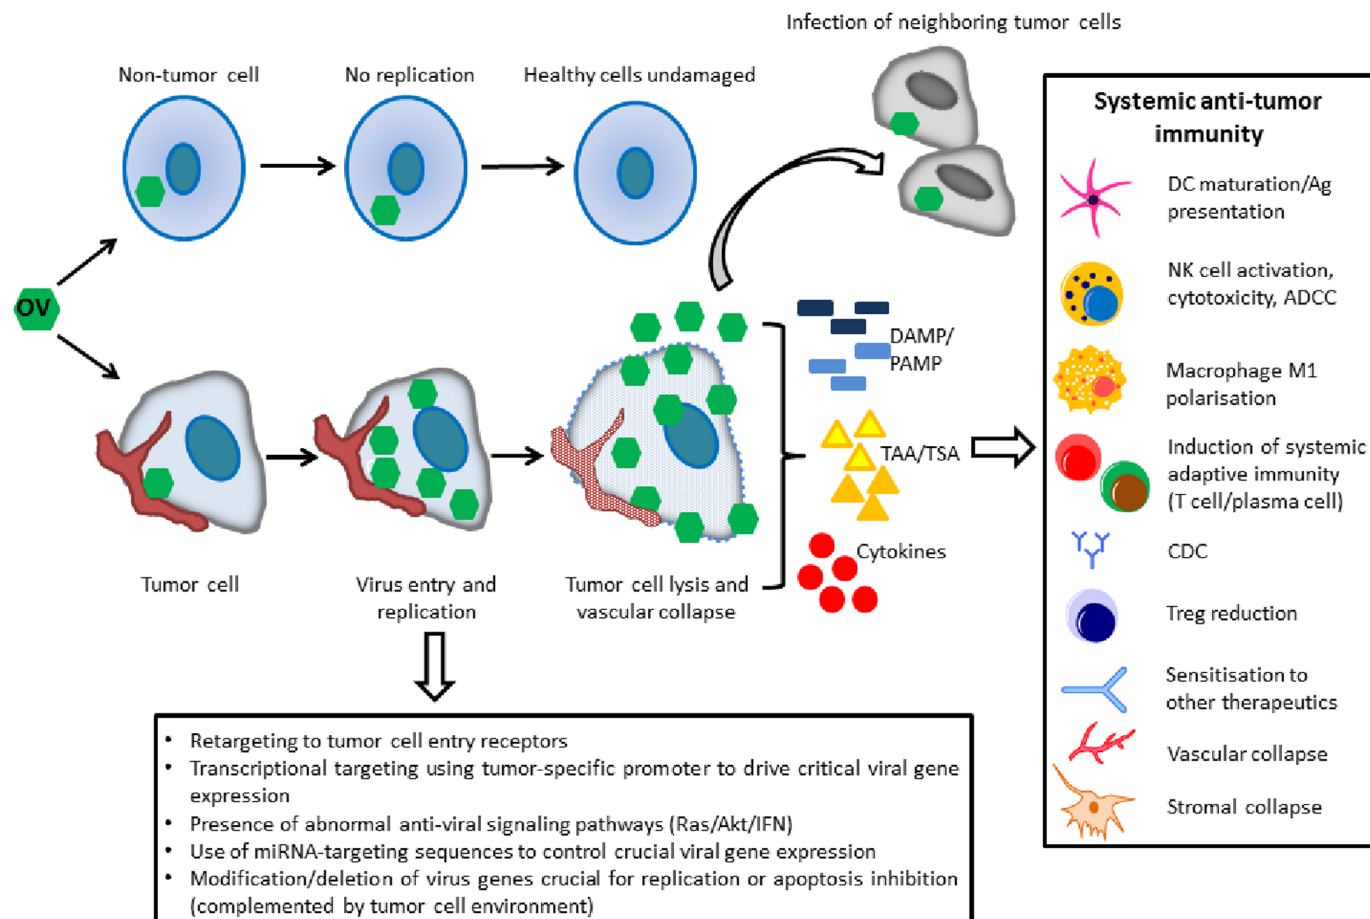 Infection of neighboring tumor cells
Non-tumor cell
No replication
Healthy cells undamaged
OV
Tumor cell
Virus entry and
replication
Tumor cell lysis and
vascular collapse
DAMP/
PAMP
TAA/TSA
Cytokines
Systemic anti-tumor
immunity
DC maturation/Ag
presentation
NK cell activation,
cytotoxicity, ADCC
Macrophage M1
polarisation
Induction of systemic
adaptive immunity
(T cell/plasma cell)
CDC
Treg reduction
Sensitisation to
other therapeutics
Vascular collapse
Stromal collapse
• Retargeting to tumor cell entry receptors
• Transcriptional targeting using tumor-specific promoter to drive critical viral gene
expression
• Presence of abnormal anti-viral signaling pathways (Ras/Akt/IFN)
• Use of miRNA-targeting sequences to control crucial viral gene expression
• Modification/deletion of virus genes crucial for replication or apoptosis inhibition
(complemented by tumor cell environment)